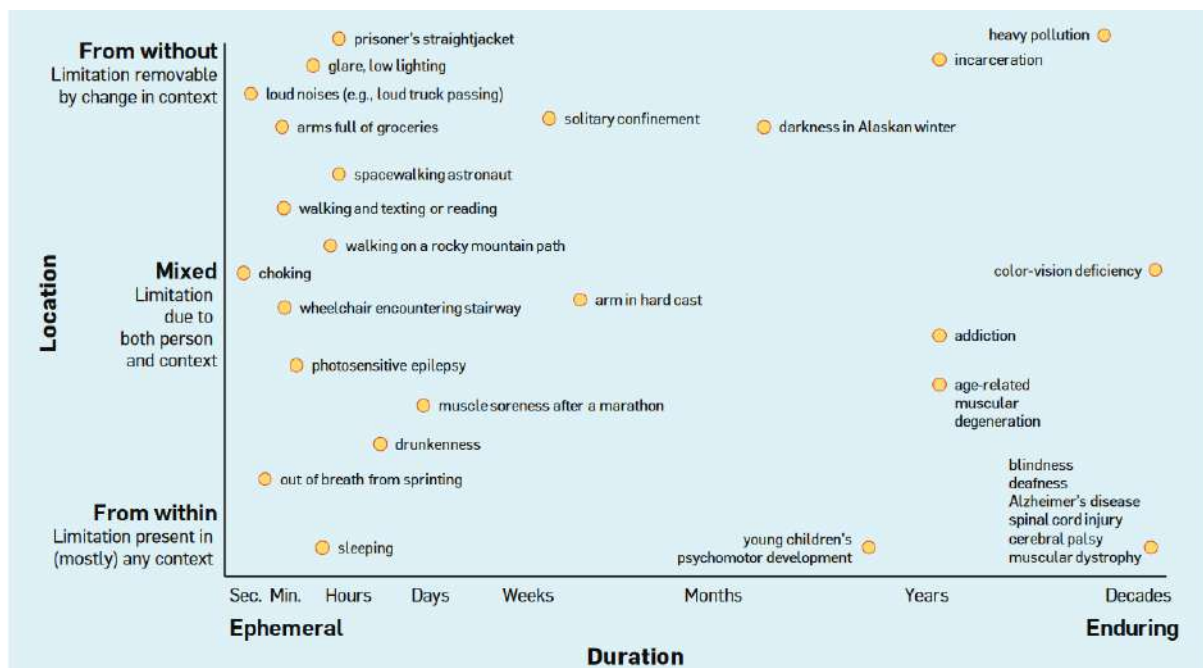 prisoner's straightjacket
heavy pollution
From without
Limitation removable
by change in context
glare, low lighting
incarceration
loud noises (e.g., loud truck passing)
solitary confinement
arms full of groceries
darkness in Alaskan winter
spacewalking astronaut
walking and texting or reading
walking on a rocky mountain path
Location
Mixed
Limitation
due to
both person
and context
choking
color-vision deficiency
arm in hard cast
wheelchair encountering stairway
addiction
photosensitive epilepsy
age-related
muscular
degeneration
muscle soreness after a marathon
drunkenness
out of breath from sprinting
blindness
deafness
Alzheimer's disease
spinal cord injury
cerebral palsy
muscular dystrophy
From within
Limitation present in
(mostly) any context
sleeping
young children's
psychomotor development
Sec. Min. Hours Days Weeks Months Years Decades
Ephemeral Enduring
Duration